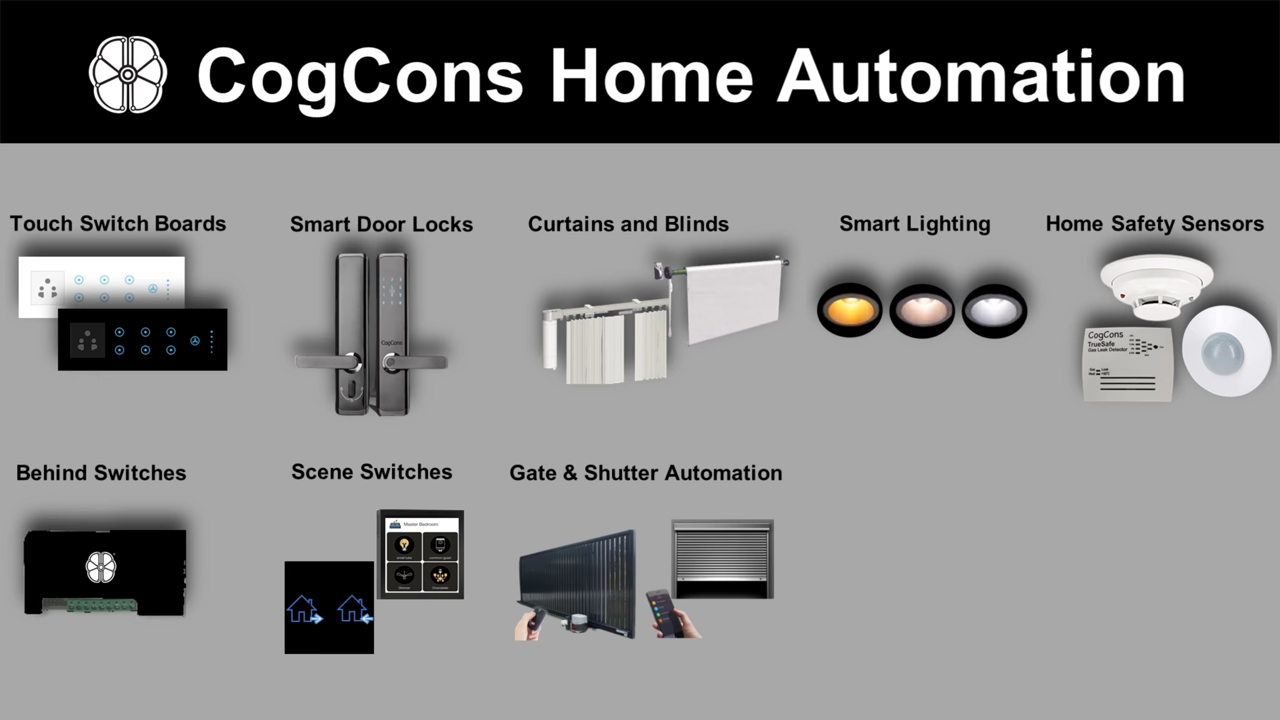 CogCons Home Automation
Touch Switch Boards
Smart Door Locks
Curtains and Blinds
Smart Lighting
Home Safety Sensors
CogCons
CogCons
TrueSafe
Gas Leak Detector
Behind Switches
Scene Switches
Gate & Shutter Automation
Master Bedroom